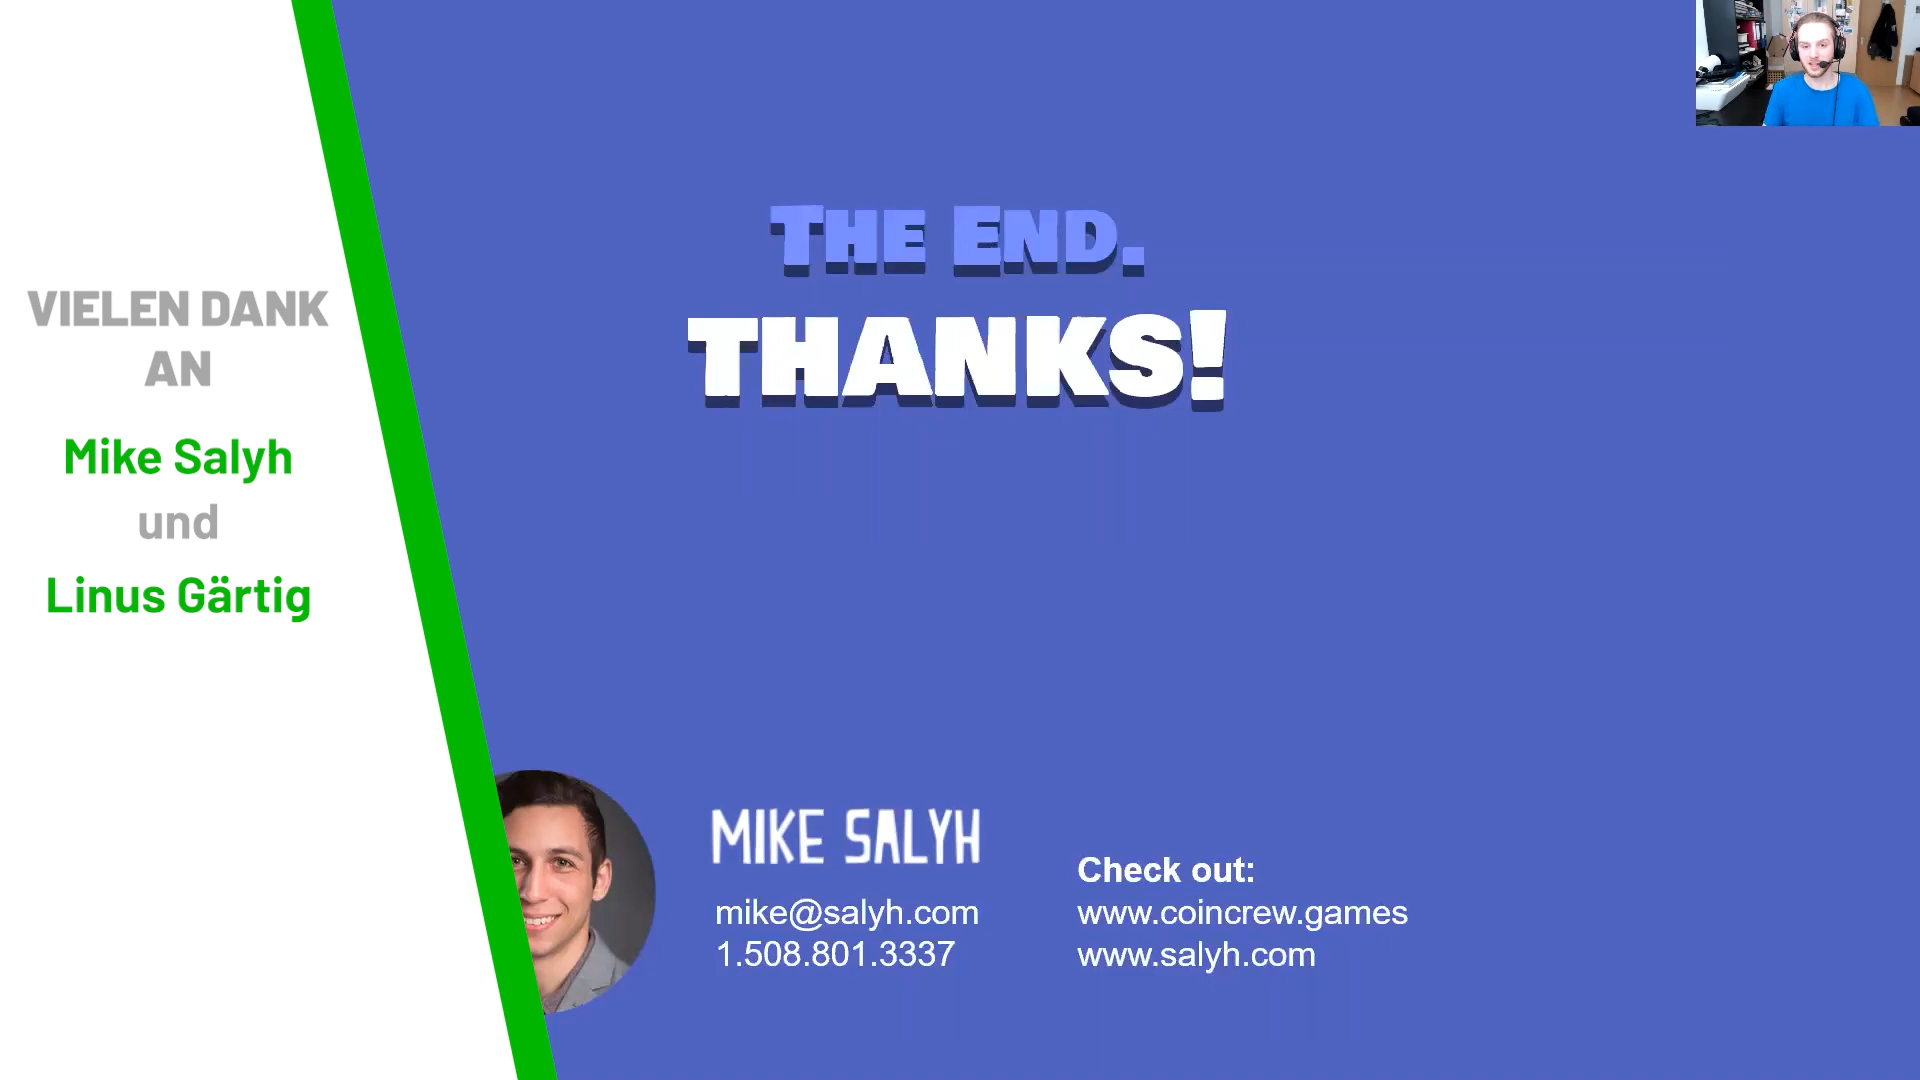 VIELEN DANK
AN
Mike Salyh
und
Linus Gärtig
THE END.
THANKS!
MIKE SALYH
mike@salyh.com
1.508.801.3337
Check out:
www.coincrew.games
www.salyh.com